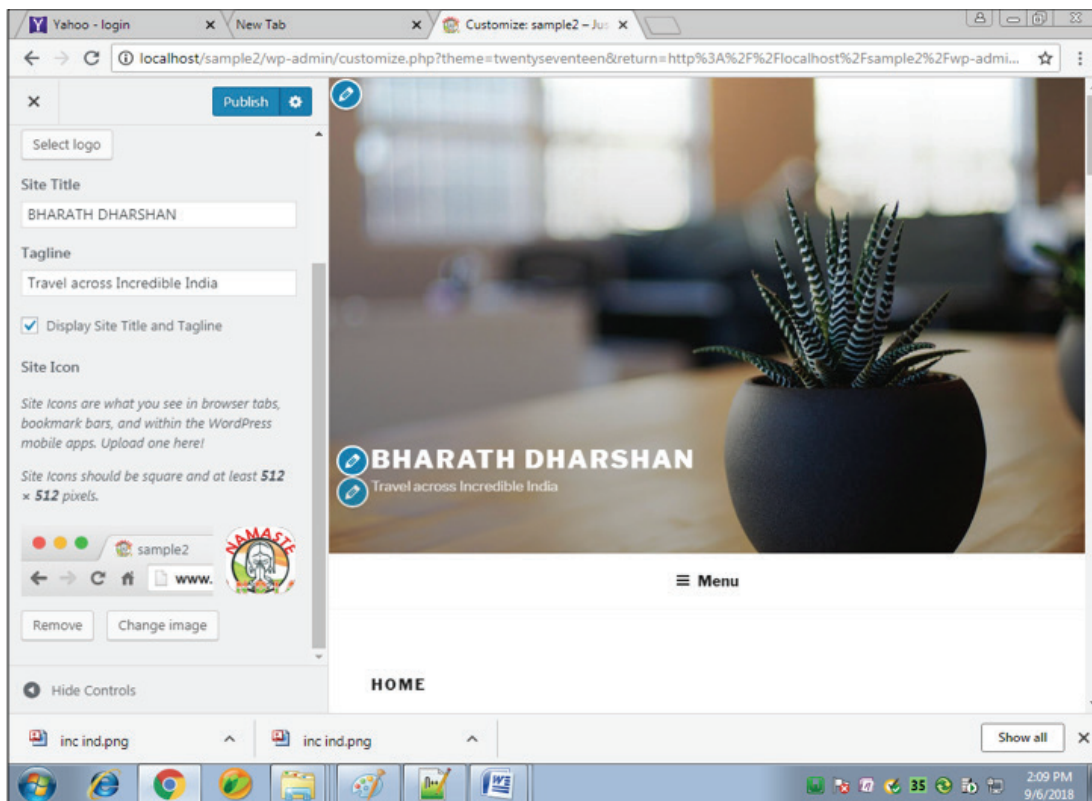 Yahoo - login
New Tab
Customize: sample2 – Jus
localhost/sample2/wp-admin/customize.php?theme=twentyseventeen&return=http%3A%2F%2Flocalhost%2Fsample2%2Fwp-admi...
Publish
Select logo
Site Title
BHARATH DHARSHAN
Tagline
Travel across Incredible India
Display Site Title and Tagline
Site Icon
Site Icons are what you see in browser tabs,
bookmark bars, and within the WordPress
mobile apps. Upload one here!
Site Icons should be square and at least 512
× 512 pixels.
sample2
www.
NAMASTE
Remove
Change image
Hide Controls
BHARATH DHARSHAN
Travel across Incredible India
Menu
HOME
inc ind.png
inc ind.png
Show all
35
2:09 PM
9/6/2018